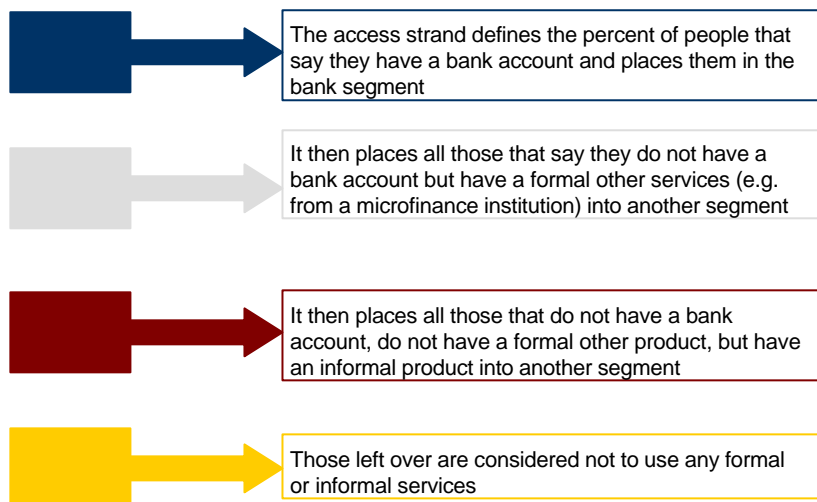 The access strand defines the percent of people that
say they have a bank account and places them in the
bank segment
It then places all those that say they do not have a
bank account but have a formal other services (e.g.
from a microfinance institution) into another segment
It then places all those that do not have a bank
account, do not have a formal other product, but have
an informal product into another segment
Those left over are considered not to use any formal
or informal services